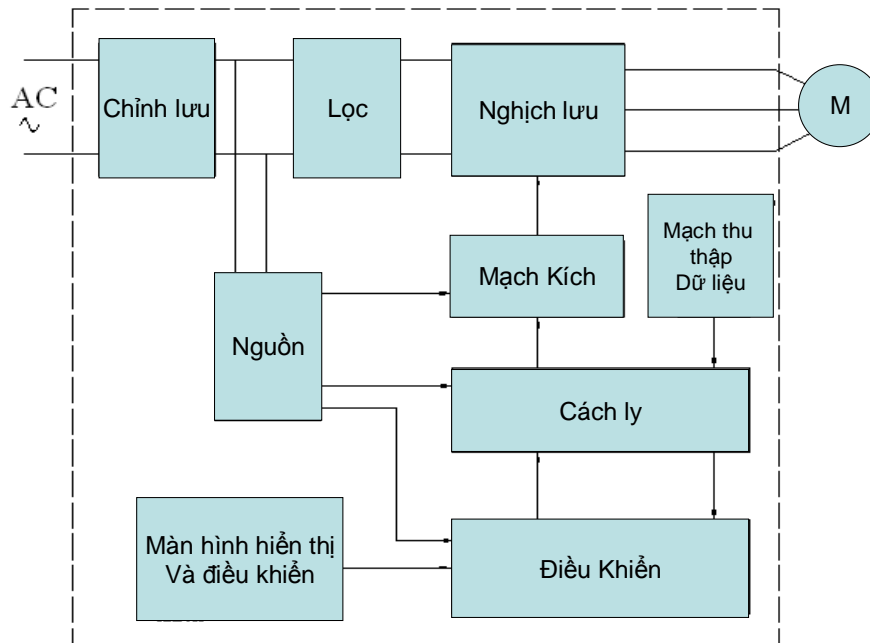 AC
Chỉnh lưu
Lọc
Nghịch lưu
M
Mạch thu
thập
Dữ liệu
Mạch Kích
Nguồn
Cách ly
Màn hình hiển thị
Và điều khiển
Điều Khiển